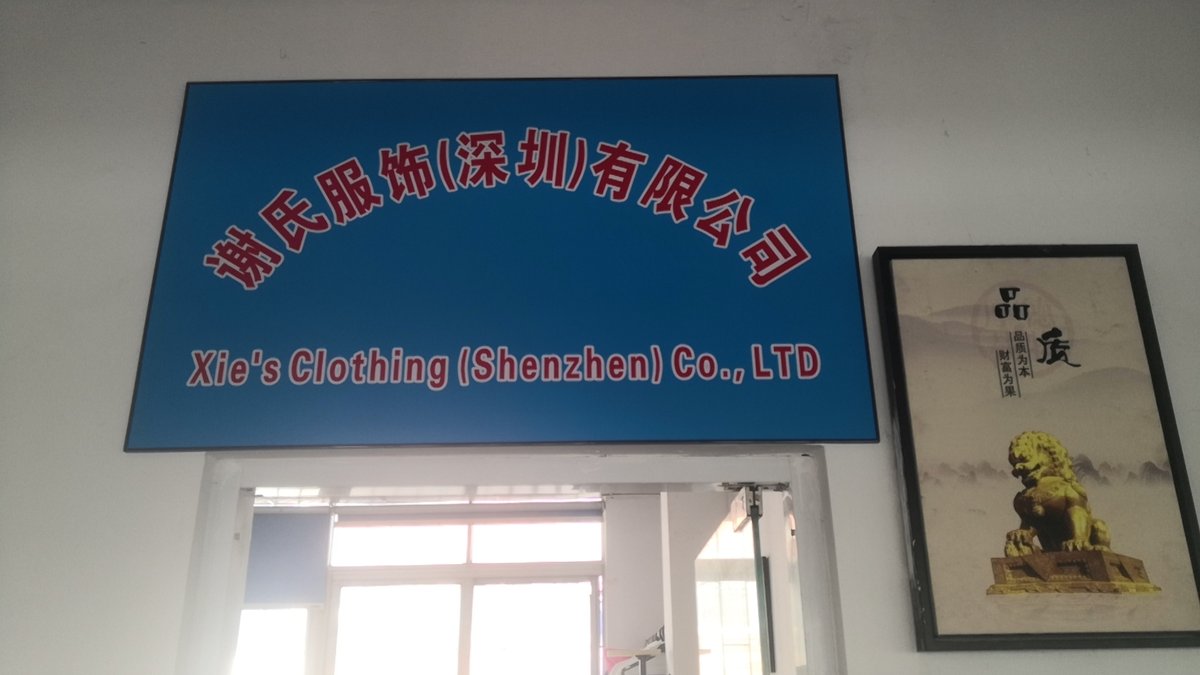 谢氏服饰(深圳)有限公司
Xie's Clothing (Shenzhen) Co., LTD
品质
品质为本
财富为果